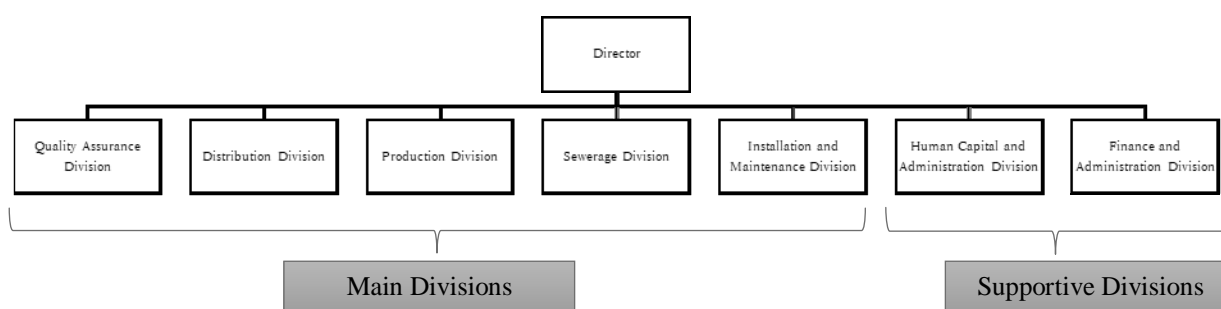 Director
Quality Assurance
Division
Distribution Division
Production Division
Sewerage Division
Installation and
Maintenance Division
Human Capital and
Administration Division
Finance and
Administration Division
Main Divisions
Supportive Divisions